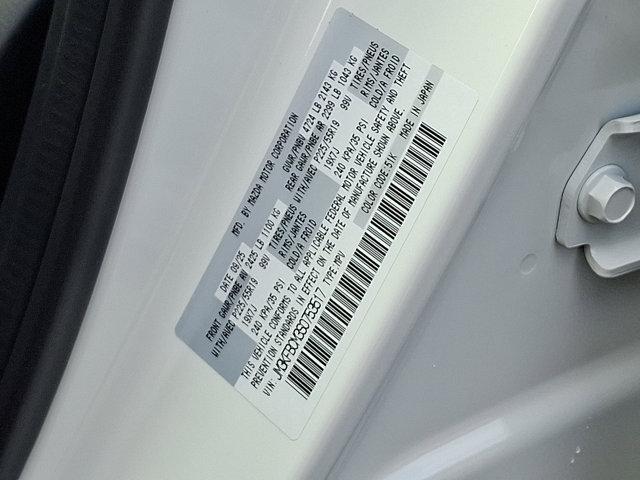 MFD. BY MAZDA MOTOR CORPORATION
DATE 09/25 GVWR/PNBV 4724 LB 2143 KG
FRONT GAWR/PNBE AV 2425 LB 1100 KG REAR GAWR/PNBE AR 2299 LB 1043 KG
WITH/AVEC P225/55R19 99V TIRES/PNEUS WITH/AVEC P225/55R19 99V TIRES/PNEUS
19X7J RIMS/JANTES 19X7J RIMS/JANTES
240 KPA/35 PSI COLD/A FROID 240 KPA/35 PSI COLD/A FROID
THIS VEHICLE CONFORMS TO ALL APPLICABLE FEDERAL MOTOR VEHICLE SAFETY AND THEFT
PREVENTION STANDARDS IN EFFECT ON THE DATE OF MANUFACTURE SHOWN ABOVE.
VIN: TYPE:MPV COLOR CODE:51K MADE IN JAPAN